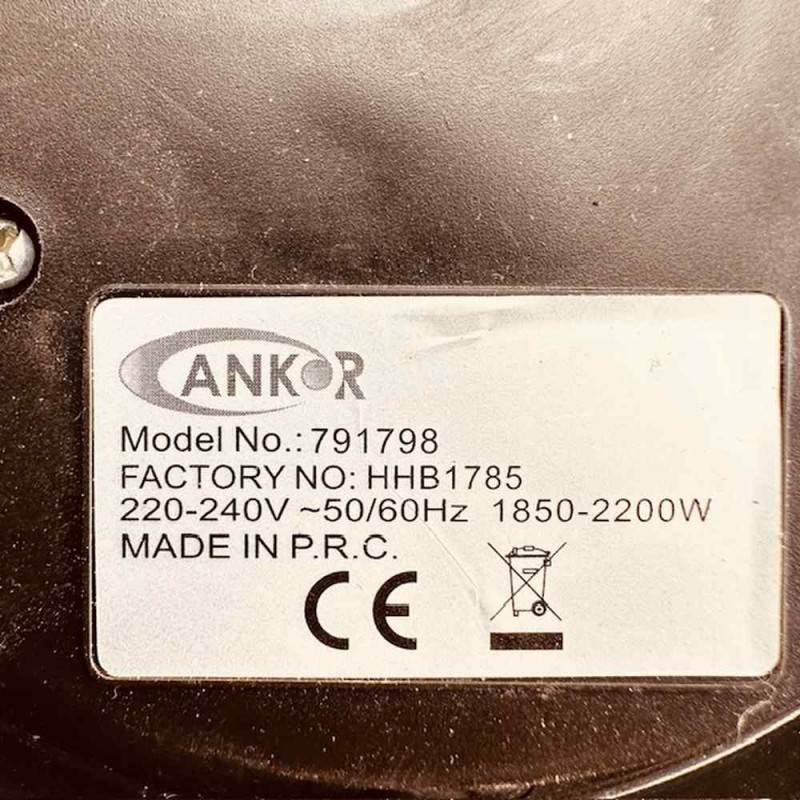 ANKOR
Model No.: 791798
FACTORY NO: HHB1785
220-240V ~50/60Hz 1850-2200W
MADE IN P.R.C.
CE